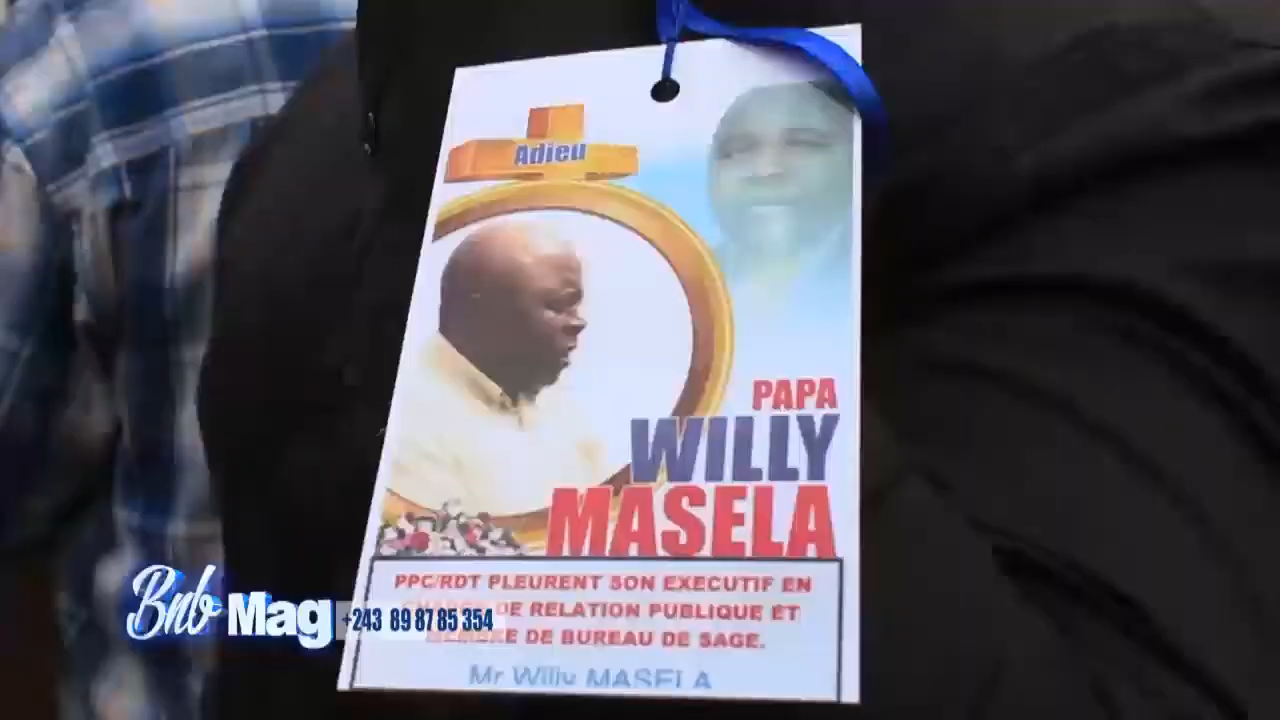 Adieu
PAPA
WILLY
MASELA
PPC/RDT PLEURENT SON EXECUTIF EN
DE RELATION PUBLIQUE ET
MEMBRE DE BUREAU DE SAGE.
Mr Willy MASELA
Bnb Mag +243 89 87 85 354